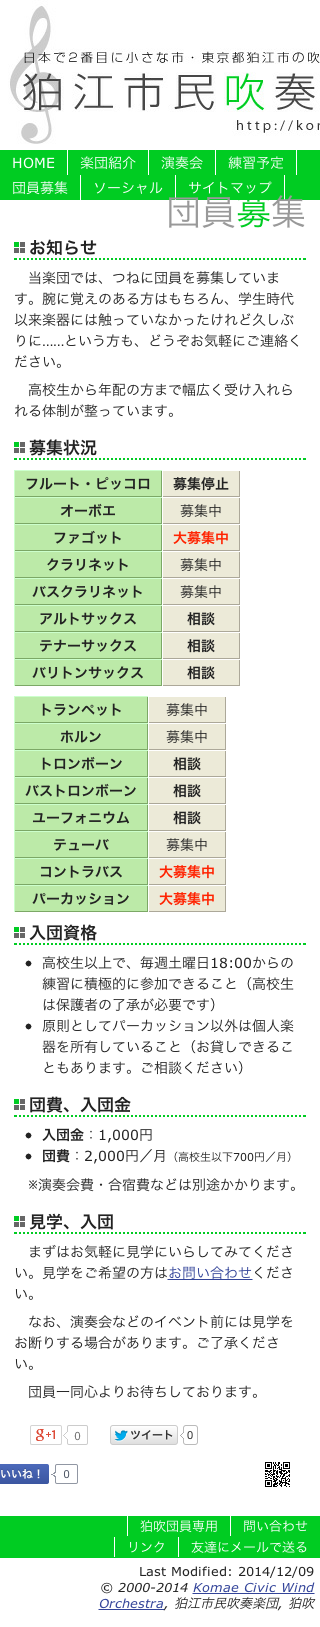 日本で2番目に小さな市・東京都狛江市の吹
狛江市民吹奏
http://kor
HOME 楽団紹介 演奏会 練習予定
団員募集 ソーシャル サイトマップ
団員募集
お知らせ
当楽団では、つねに団員を募集していま
す。腕に覚えのある方はもちろん、学生時代
以来楽器には触っていなかったけれど久しぶ
りに……という方も、どうぞお気軽にご連絡く
ださい。
高校生から年配の方まで幅広く受け入れら
れる体制が整っています。
募集状況
フルート・ピッコロ 募集停止
オーボエ 募集中
ファゴット 大募集中
クラリネット 募集中
バスクラリネット 募集中
アルトサックス 相談
テナーサックス 相談
バリトンサックス 相談
トランペット 募集中
ホルン 募集中
トロンボーン 相談
バストロンボーン 相談
ユーフォニウム 相談
テューバ 募集中
コントラバス 大募集中
パーカッション 大募集中
入団資格
• 高校生以上で、毎週土曜日18:00からの
練習に積極的に参加できること（高校生
は保護者の了承が必要です）
• 原則としてパーカッション以外は個人楽
器を所有していること（お貸しできるこ
ともあります。ご相談ください）
団費、入団金
• 入団金：1,000円
• 団費：2,000円／月（高校生以下700円／月）
※演奏会費・合宿費などは別途かかります。
見学、入団
まずはお気軽に見学にいらしてみてくださ
い。見学をご希望の方はお問い合わせくださ
い。
なお、演奏会などのイベント前には見学を
お断りする場合があります。ご了承くださ
い。
団員一同心よりお待ちしております。
g+1 0 ツイート 0
いいね！ 0
狛吹団員専用 問い合わせ
リンク 友達にメールで送る
Last Modified: 2014/12/09
© 2000-2014 Komae Civic Wind
Orchestra, 狛江市民吹奏楽団, 狛吹